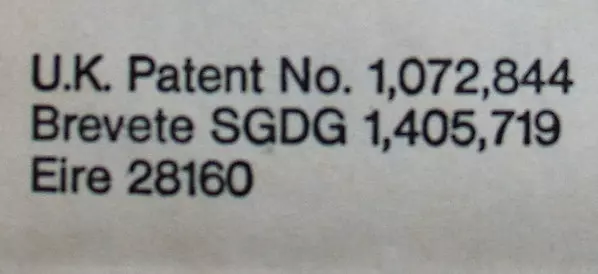 U.K. Patent No. 1,072,844
Brevete SGDG 1,405,719
Eire 28160